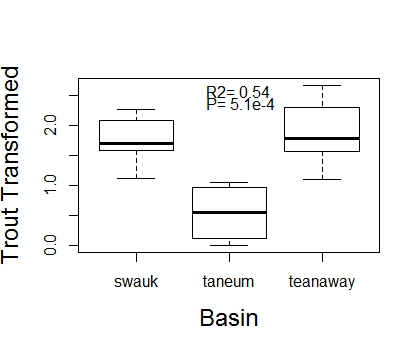 R2= 0.54
P= 5.1e-4
Trout Transformed
2.0
1.0
0.0
swauk taneum teanaway
Basin